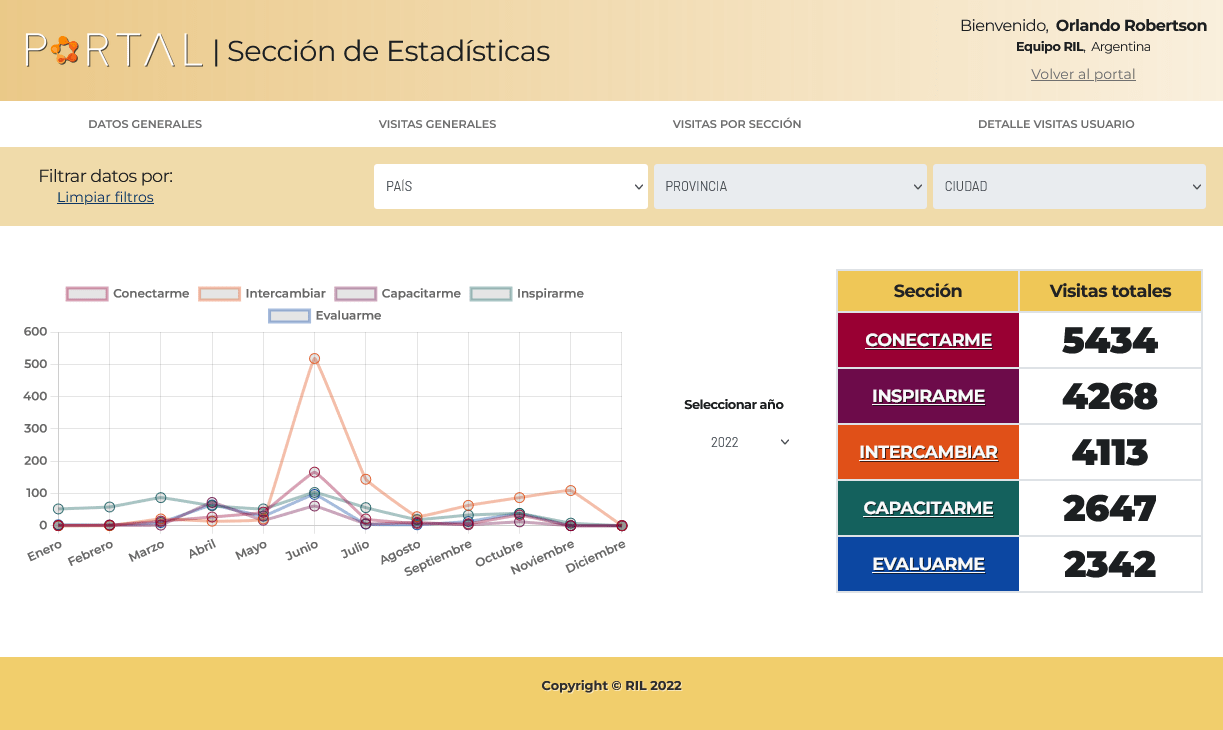 PORTAL | Sección de Estadísticas
Bienvenido, Orlando Robertson
Equipo RIL, Argentina
Volver al portal
DATOS GENERALES
VISITAS GENERALES
VISITAS POR SECCIÓN
DETALLE VISITAS USUARIO
Filtrar datos por:
Limpiar filtros
PAÍS
PROVINCIA
CIUDAD
Conectarme Intercambiar Capacitarme Inspirarme
Evaluarme
600
500
400
300
200
100
0
Enero Febrero Marzo Abril Mayo Junio Julio Agosto Septiembre Octubre Noviembre Diciembre
Seleccionar año
2022
Sección Visitas totales
CONECTARME 5434
INSPIRARME 4268
INTERCAMBIAR 4113
CAPACITARME 2647
EVALUARME 2342
Copyright © RIL 2022